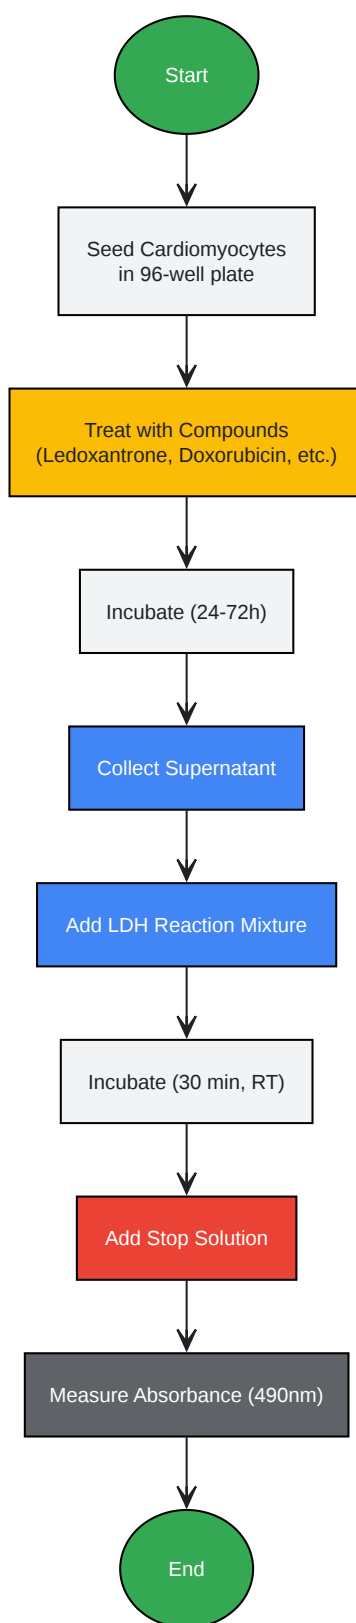 Start
Seed Cardiomyocytes
in 96-well plate
Treat with Compounds
(Ledoxantrone, Doxorubicin, etc.)
Incubate (24-72h)
Collect Supernatant
Add LDH Reaction Mixture
Incubate (30 min, RT)
Add Stop Solution
Measure Absorbance (490nm)
End